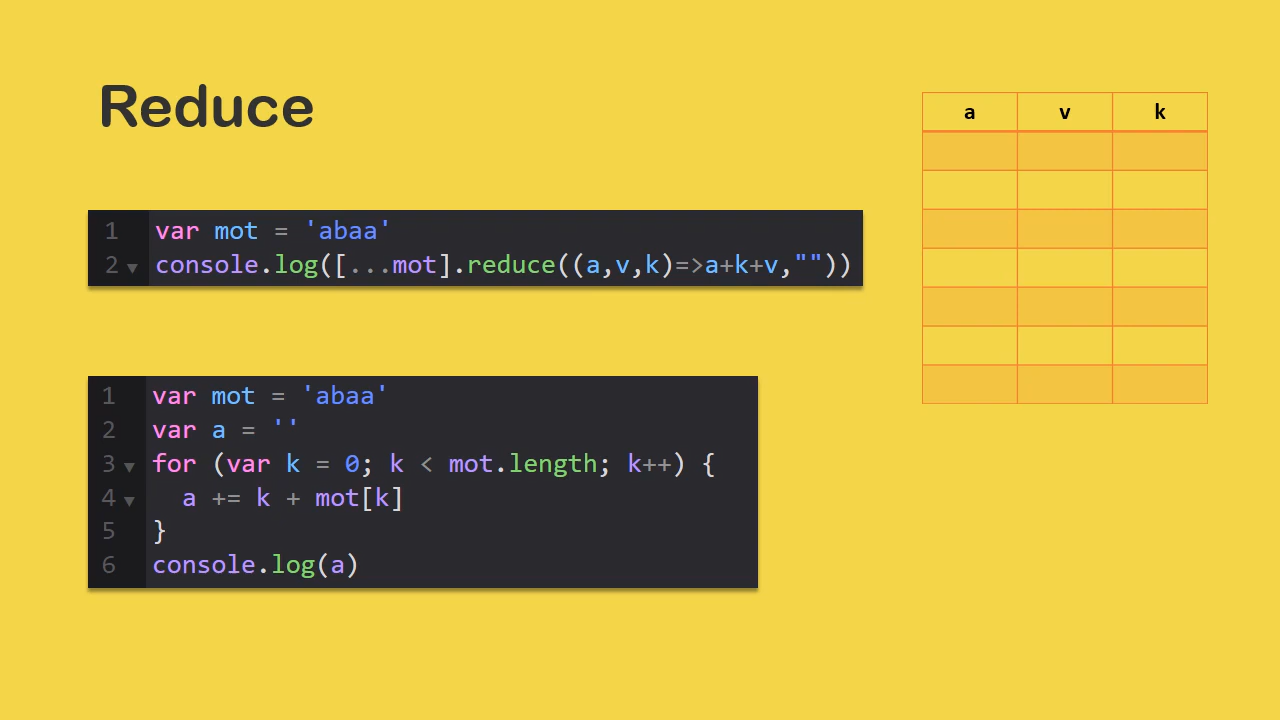 Reduce
a v k
1 var mot = 'abaa'
2 console.log([...mot].reduce((a,v,k)=>a+k+v,""))
1 var mot = 'abaa'
2 var a = ''
3 for (var k = 0; k < mot.length; k++) {
4   a += k + mot[k]
5 }
6 console.log(a)